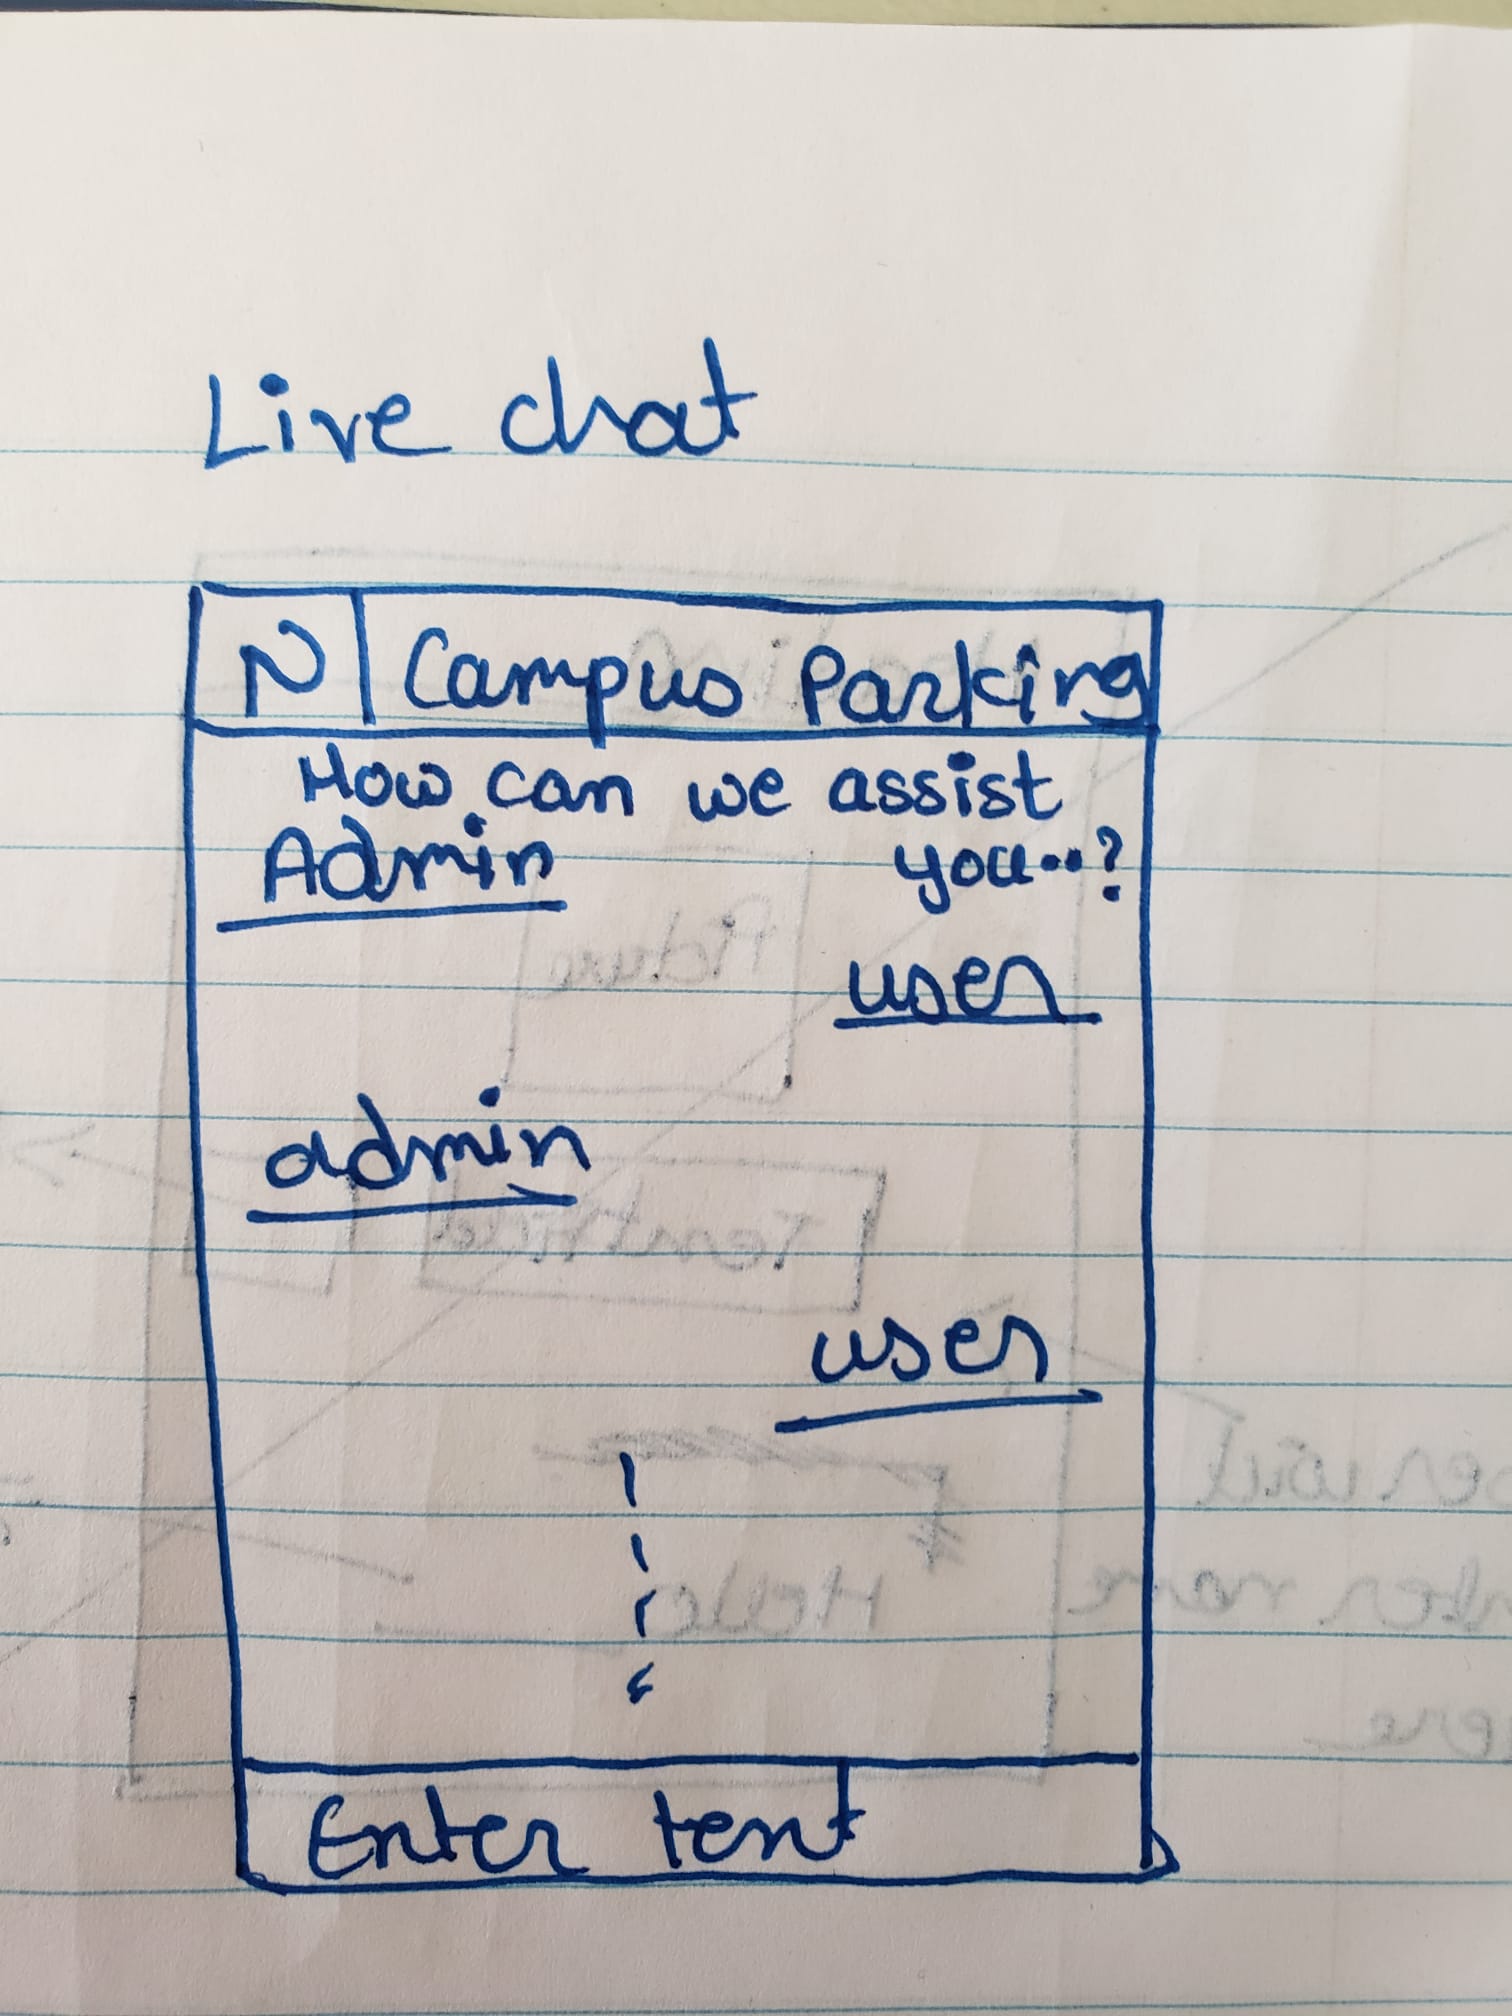 Live chat
N Campus Parking
How can we assist
Admin you..?
user
admin
user
Enter text